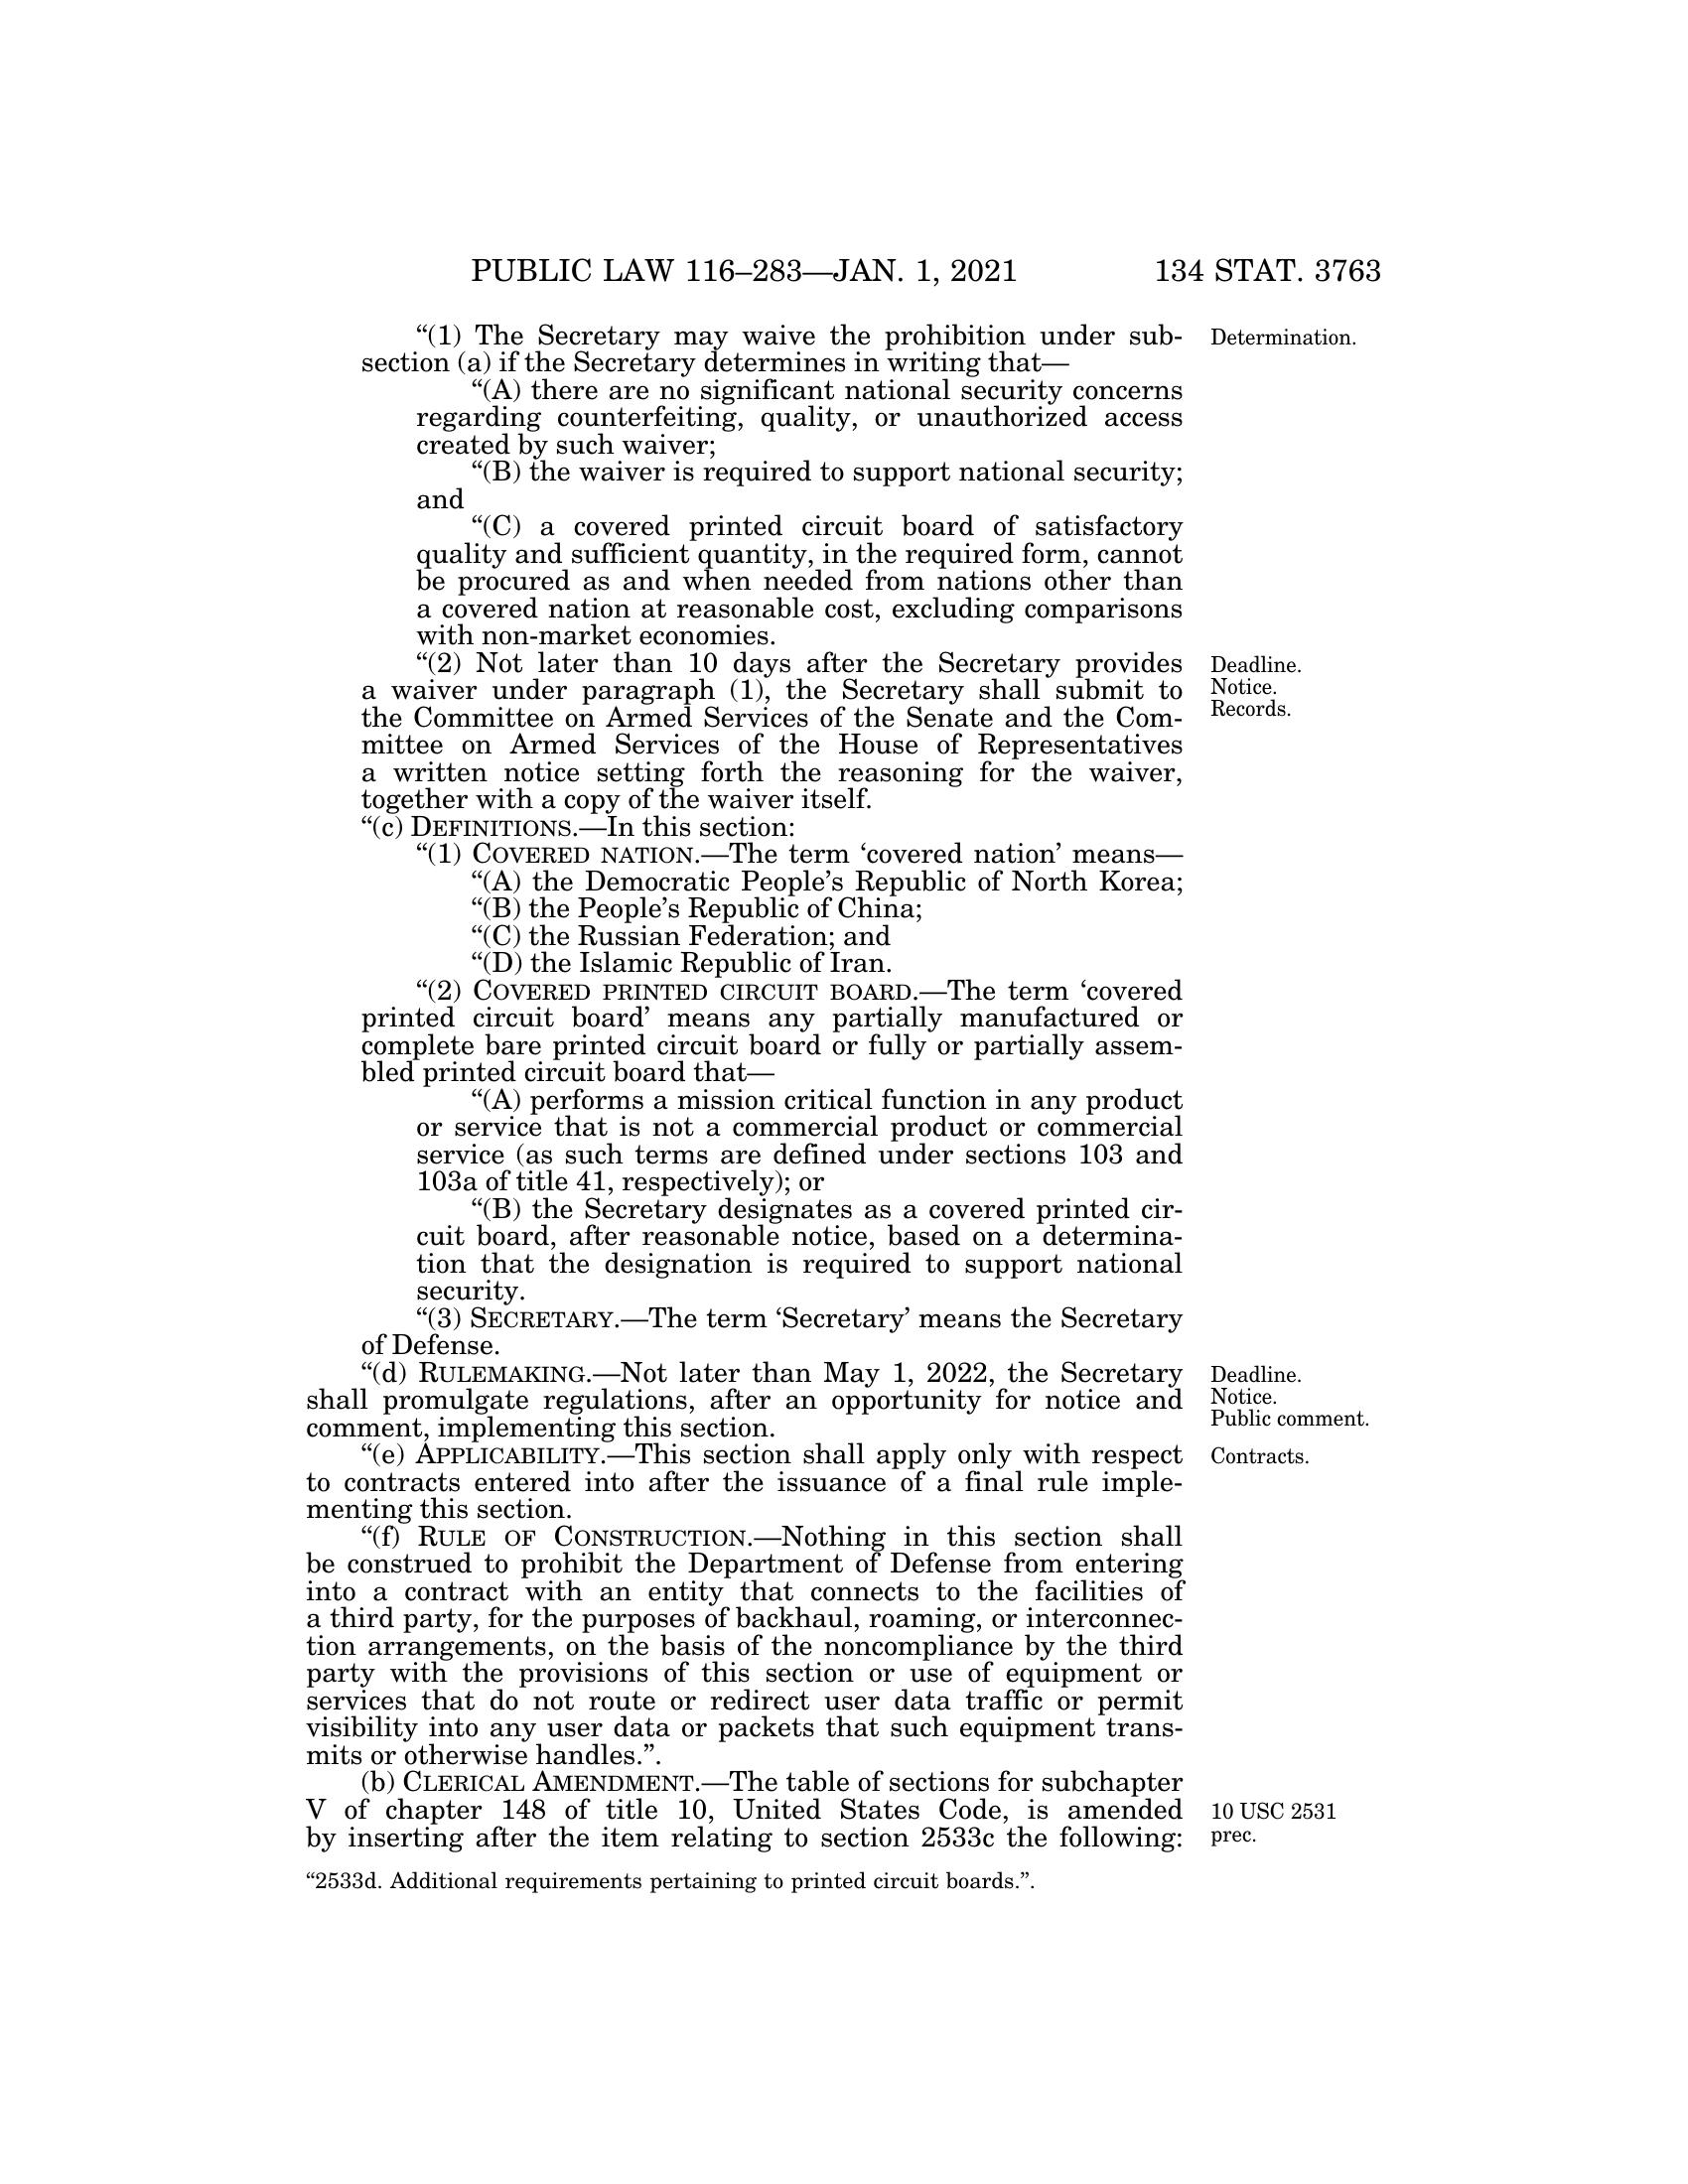 PUBLIC LAW 116–283—JAN. 1, 2021 134 STAT. 3763
“(1) The Secretary may waive the prohibition under sub-
section (a) if the Secretary determines in writing that—
“(A) there are no significant national security concerns
regarding counterfeiting, quality, or unauthorized access
created by such waiver;
“(B) the waiver is required to support national security;
and
“(C) a covered printed circuit board of satisfactory
quality and sufficient quantity, in the required form, cannot
be procured as and when needed from nations other than
a covered nation at reasonable cost, excluding comparisons
with non-market economies.
“(2) Not later than 10 days after the Secretary provides
a waiver under paragraph (1), the Secretary shall submit to
the Committee on Armed Services of the Senate and the Com-
mittee on Armed Services of the House of Representatives
a written notice setting forth the reasoning for the waiver,
together with a copy of the waiver itself.
“(c) DEFINITIONS.—In this section:
“(1) COVERED NATION.—The term ‘covered nation’ means—
“(A) the Democratic People’s Republic of North Korea;
“(B) the People’s Republic of China;
“(C) the Russian Federation; and
“(D) the Islamic Republic of Iran.
“(2) COVERED PRINTED CIRCUIT BOARD.—The term ‘covered
printed circuit board’ means any partially manufactured or
complete bare printed circuit board or fully or partially assem-
bled printed circuit board that—
“(A) performs a mission critical function in any product
or service that is not a commercial product or commercial
service (as such terms are defined under sections 103 and
103a of title 41, respectively); or
“(B) the Secretary designates as a covered printed cir-
cuit board, after reasonable notice, based on a determina-
tion that the designation is required to support national
security.
“(3) SECRETARY.—The term ‘Secretary’ means the Secretary
of Defense.
“(d) RULEMAKING.—Not later than May 1, 2022, the Secretary
shall promulgate regulations, after an opportunity for notice and
comment, implementing this section.
“(e) APPLICABILITY.—This section shall apply only with respect
to contracts entered into after the issuance of a final rule imple-
menting this section.
“(f) RULE OF CONSTRUCTION.—Nothing in this section shall
be construed to prohibit the Department of Defense from entering
into a contract with an entity that connects to the facilities of
a third party, for the purposes of backhaul, roaming, or interconnec-
tion arrangements, on the basis of the noncompliance by the third
party with the provisions of this section or use of equipment or
services that do not route or redirect user data traffic or permit
visibility into any user data or packets that such equipment trans-
mits or otherwise handles.”.
(b) CLERICAL AMENDMENT.—The table of sections for subchapter
V of chapter 148 of title 10, United States Code, is amended
by inserting after the item relating to section 2533c the following:
“2533d. Additional requirements pertaining to printed circuit boards.”.
Determination.
Deadline.
Notice.
Records.
Deadline.
Notice.
Public comment.
Contracts.
10 USC 2531
prec.